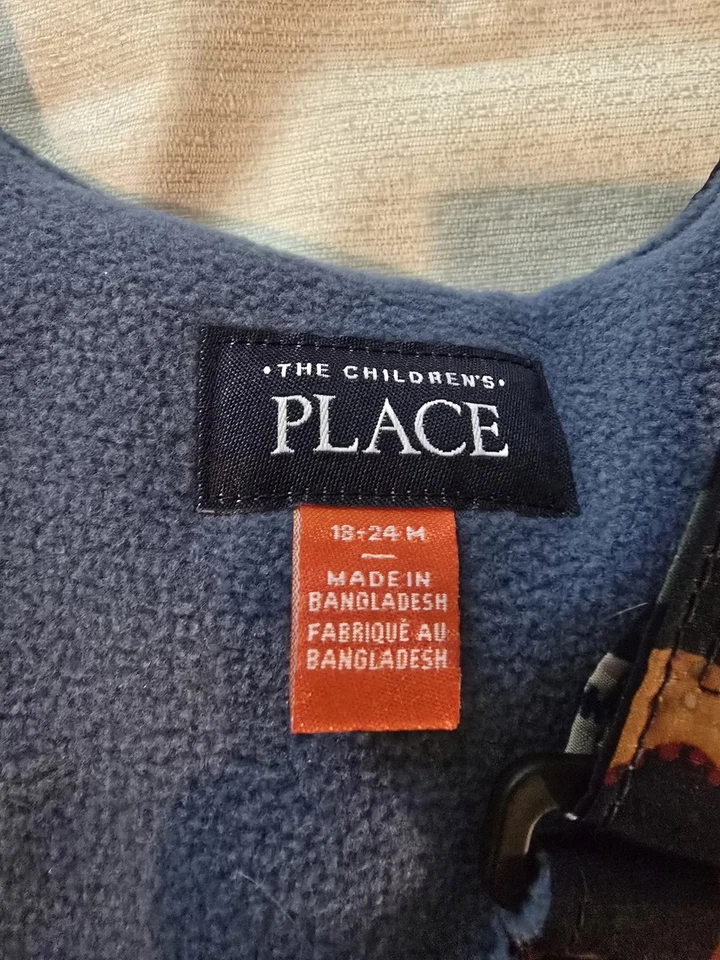 •THE CHILDREN'S•
PLACE
18-24 M
—
MADE IN
BANGLADESH
FABRIQUÉ AU
BANGLADESH